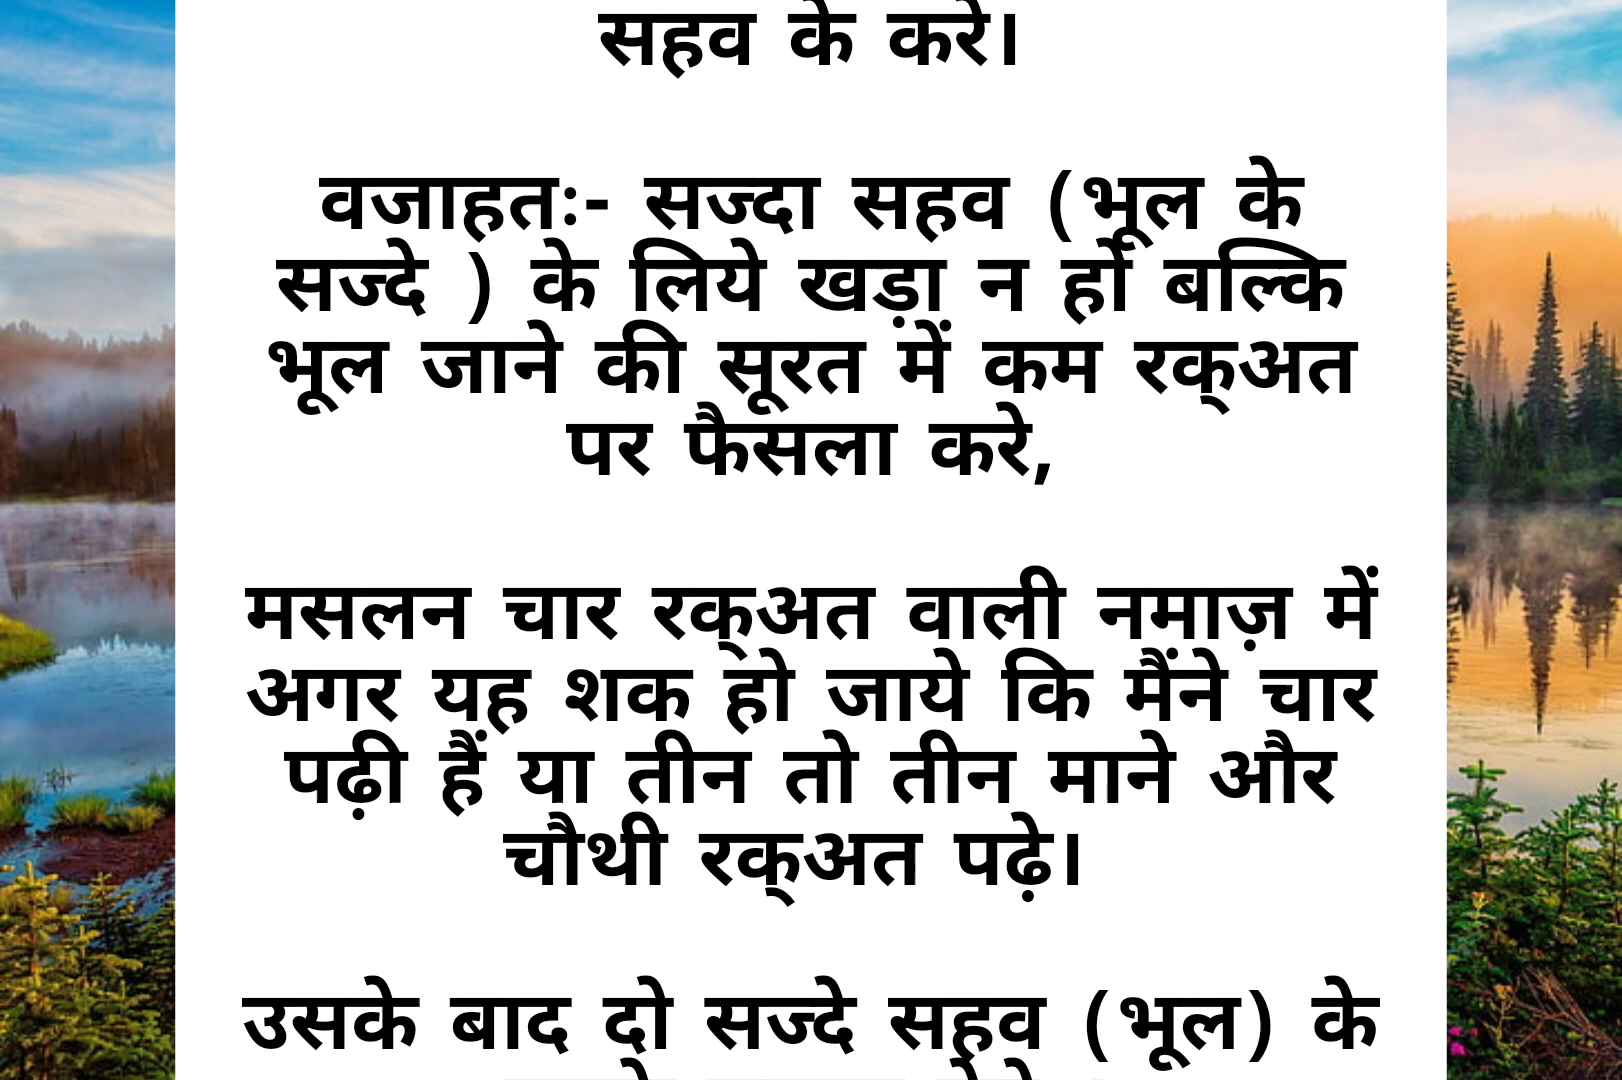 सहव के करे।
वजाहतः- सज्दा सहव (भूल के
सज्दे ) के लिये खड़ा न हो बल्कि
भूल जाने की सूरत में कम रक्‌अत
पर फैसला करे,
मसलन चार रक्‌अत वाली नमाज़ में
अगर यह शक हो जाये कि मैंने चार
पढ़ी हैं या तीन तो तीन माने और
चौथी रक्‌अत पढ़े।
उसके बाद दो सज्दे सहव (भूल) के